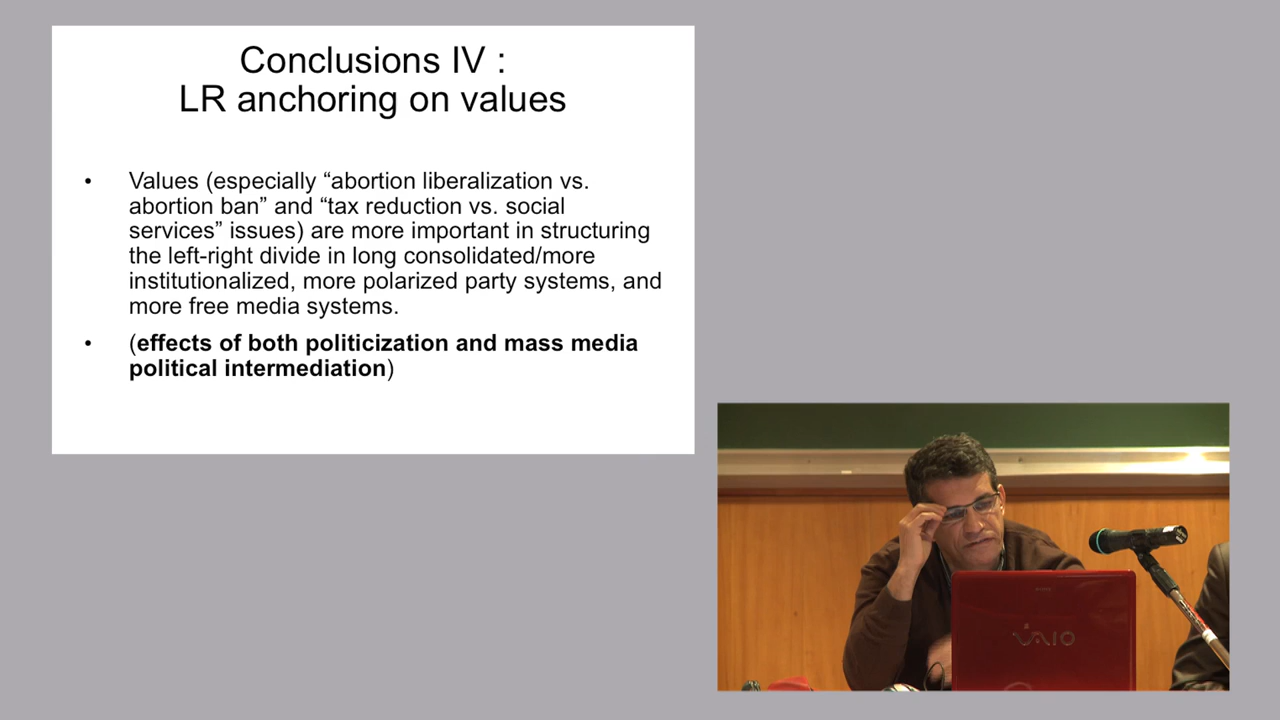 Conclusions IV :
LR anchoring on values
• Values (especially “abortion liberalization vs.
abortion ban” and “tax reduction vs. social
services” issues) are more important in structuring
the left-right divide in long consolidated/more
institutionalized, more polarized party systems, and
more free media systems.
• (effects of both politicization and mass media
political intermediation)
VAIO